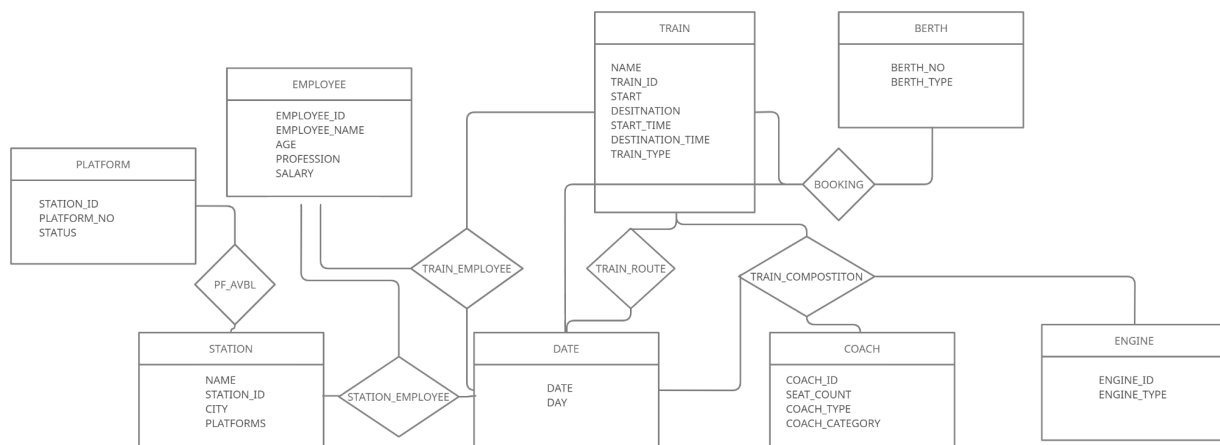 TRAIN
NAME
TRAIN_ID
START
DESITNATION
START_TIME
DESTINATION_TIME
TRAIN_TYPE
BERTH
BERTH_NO
BERTH_TYPE
EMPLOYEE
EMPLOYEE_ID
EMPLOYEE_NAME
AGE
PROFESSION
SALARY
PLATFORM
STATION_ID
PLATFORM_NO
STATUS
BOOKING
TRAIN_EMPLOYEE
TRAIN_ROUTE
TRAIN_COMPOSTITON
PF_AVBL
STATION
NAME
STATION_ID
CITY
PLATFORMS
STATION_EMPLOYEE
DATE
DATE
DAY
COACH
COACH_ID
SEAT_COUNT
COACH_TYPE
COACH_CATEGORY
ENGINE
ENGINE_ID
ENGINE_TYPE